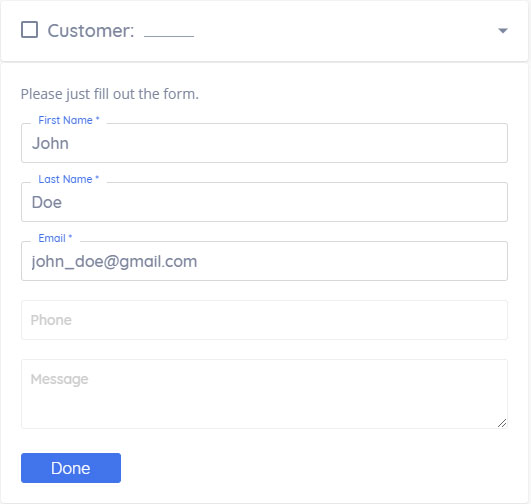 Customer: ______
Please just fill out the form.
First Name *
John
Last Name *
Doe
Email *
john_doe@gmail.com
Phone
Message
Done